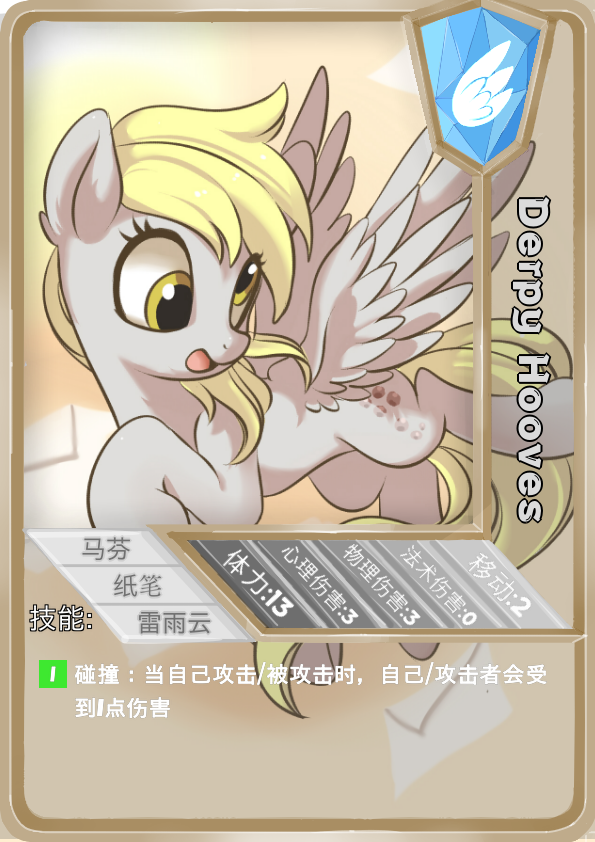 Derpy Hooves
马芬
纸笔
雷雨云
体力:13
心理伤害:3
物理伤害:3
法术伤害:0
移动:2
技能:
1 碰撞：当自己攻击/被攻击时，自己/攻击者会受
到1点伤害